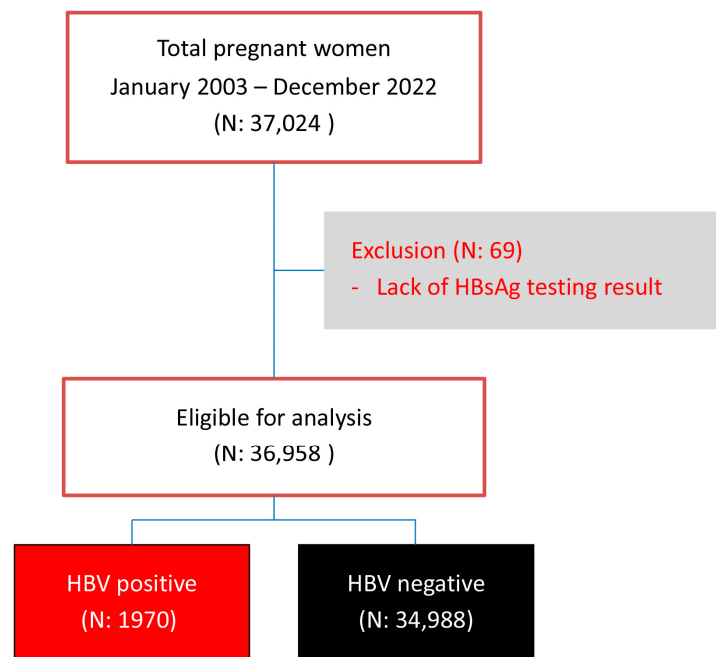 Total pregnant women
January 2003 – December 2022
(N: 37,024 )
Exclusion (N: 69)
- Lack of HBsAg testing result
Eligible for analysis
(N: 36,958 )
HBV positive
(N: 1970)
HBV negative
(N: 34,988)